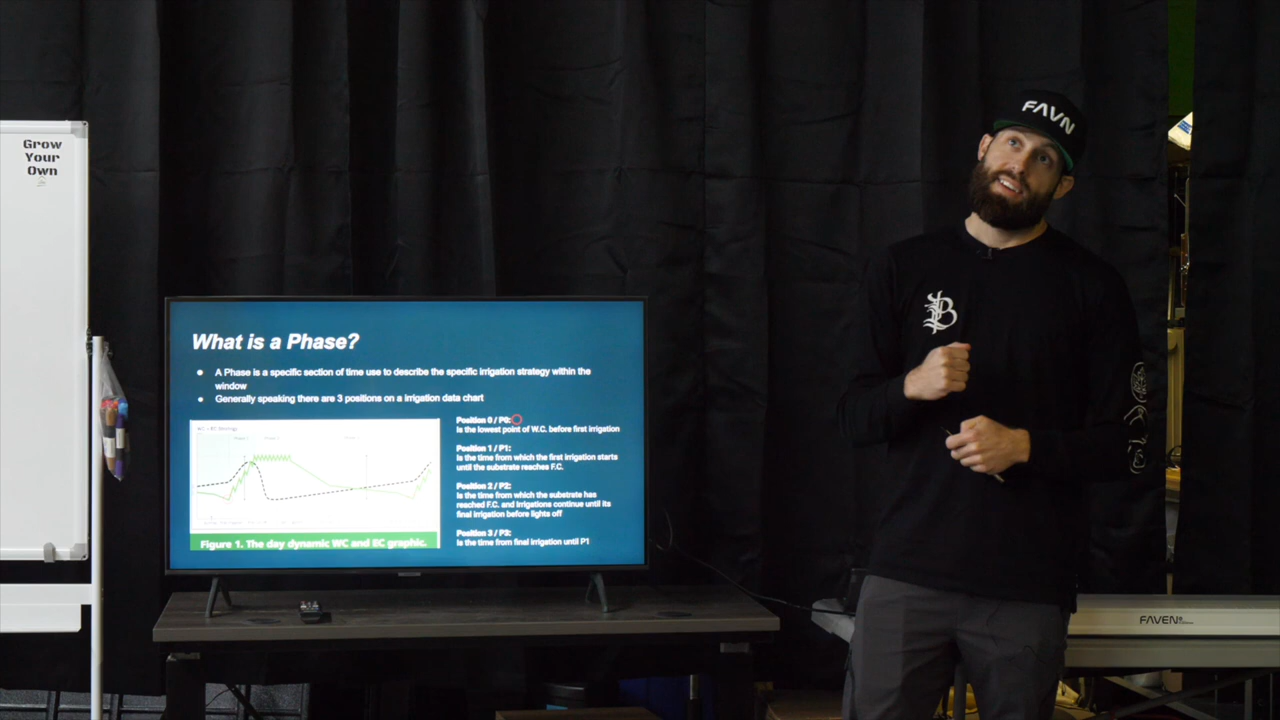 Grow
Your
Own
FAVN
B
What is a Phase?
A Phase is a specific section of time use to describe the specific irrigation strategy within the
window
Generally speaking there are 3 positions on a irrigation data chart
Position 0 / P0:
Is the lowest point of W.C. before first irrigation
Position 1 / P1:
Is the time from which the first irrigation starts
until the substrate reaches F.C.
Position 2 / P2:
Is the time from which the substrate has
reached F.C. and irrigations continue until its
final irrigation before lights off
Position 3 / P3:
Is the time from final irrigation until P1
Figure 1. The day dynamic WC and EC graphic.
FAVEN